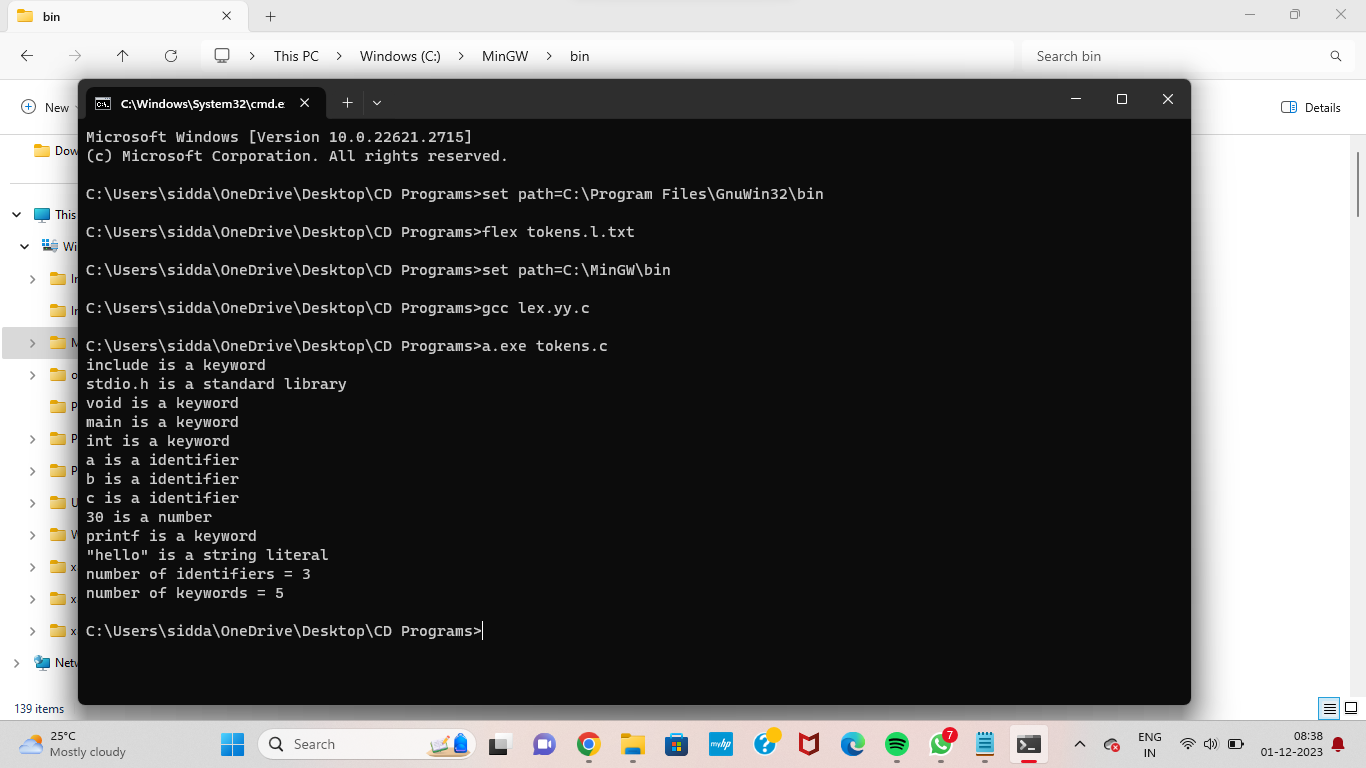 bin
This PC > Windows (C:) > MinGW > bin
Search bin
New
Details
Dow
This
Wi
Netw
139 items
C:\Windows\System32\cmd.e
Microsoft Windows [Version 10.0.22621.2715]
(c) Microsoft Corporation. All rights reserved.
C:\Users\sidda\OneDrive\Desktop\CD Programs>set path=C:\Program Files\GnuWin32\bin
C:\Users\sidda\OneDrive\Desktop\CD Programs>flex tokens.l.txt
C:\Users\sidda\OneDrive\Desktop\CD Programs>set path=C:\MinGW\bin
C:\Users\sidda\OneDrive\Desktop\CD Programs>gcc lex.yy.c
C:\Users\sidda\OneDrive\Desktop\CD Programs>a.exe tokens.c
include is a keyword
stdio.h is a standard library
void is a keyword
main is a keyword
int is a keyword
a is a identifier
b is a identifier
c is a identifier
30 is a number
printf is a keyword
"hello" is a string literal
number of identifiers = 3
number of keywords = 5
C:\Users\sidda\OneDrive\Desktop\CD Programs>
25°C
Mostly cloudy
Search
myhp
7
ENG
IN
08:38
01-12-2023